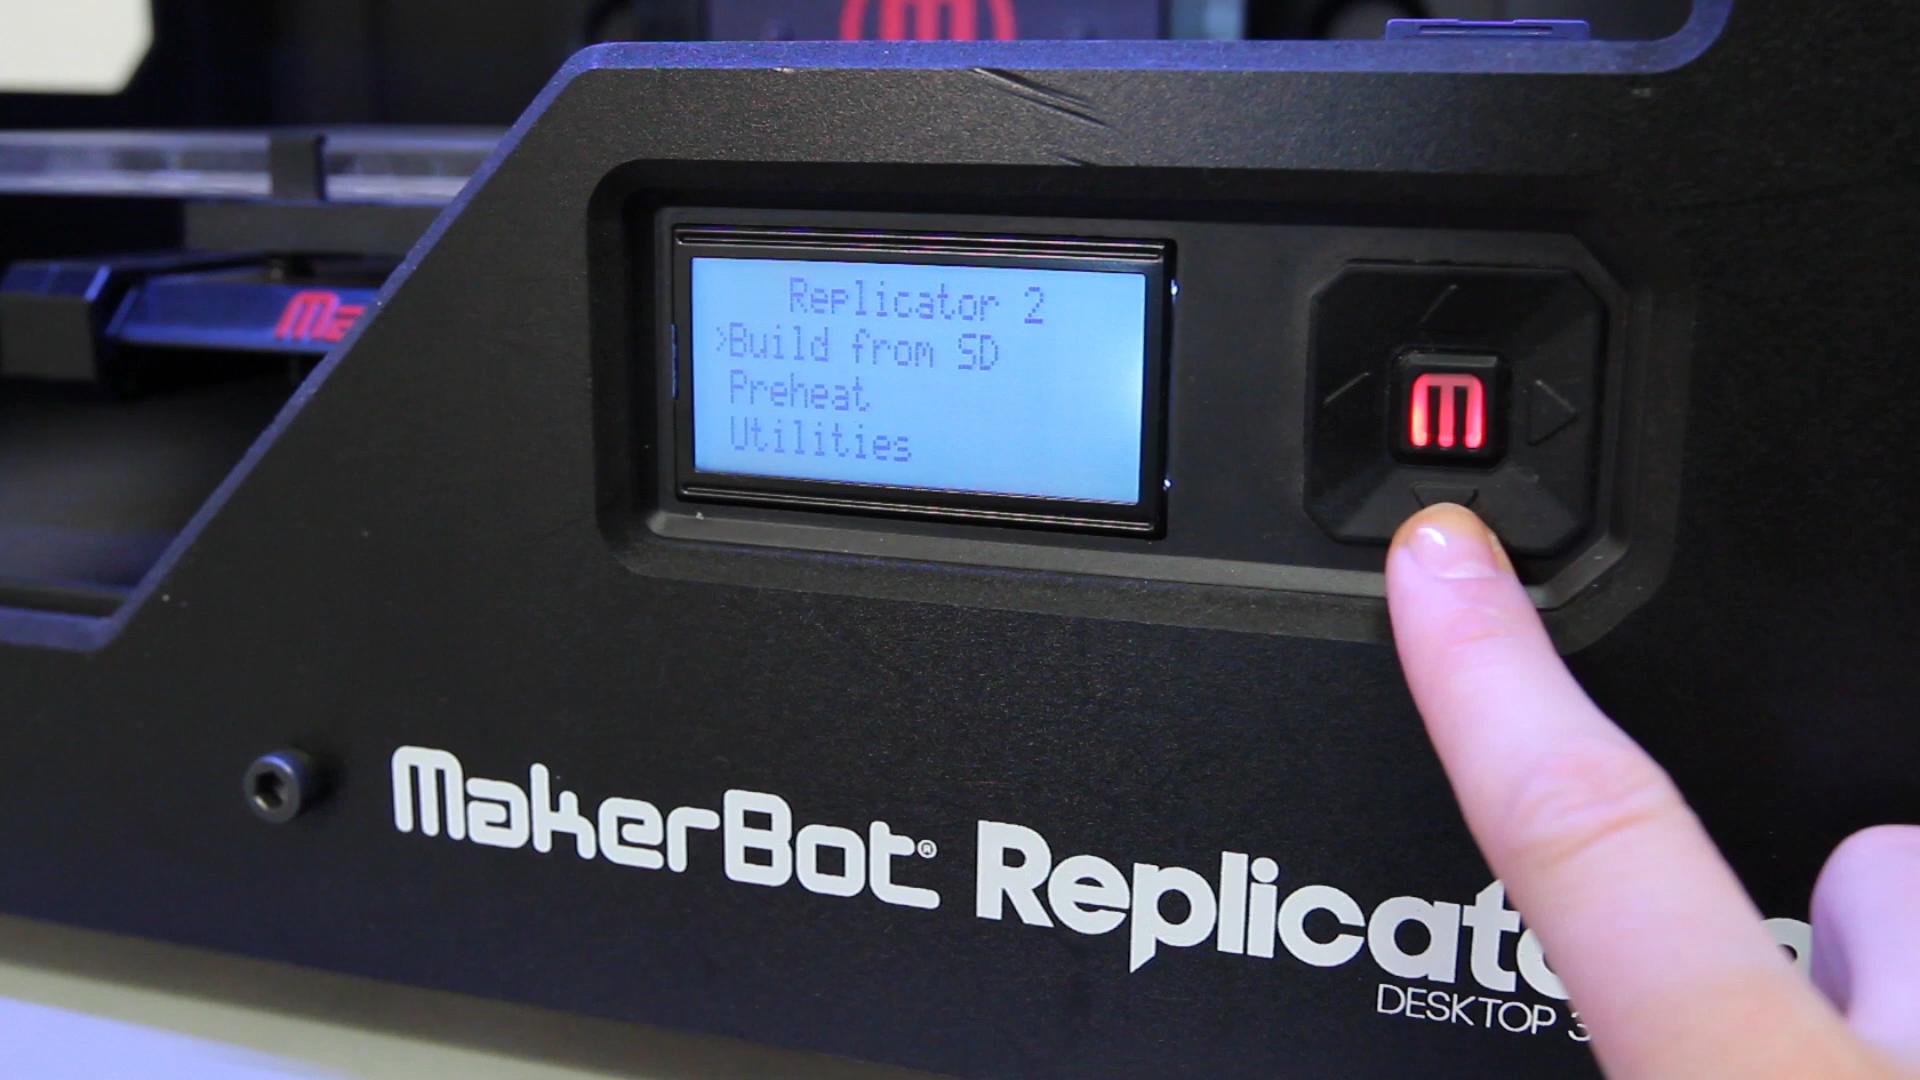 Replicator 2
>Build from SD
Preheat
Utilities
M
MakerBot® Replicat
DESKTOP 3